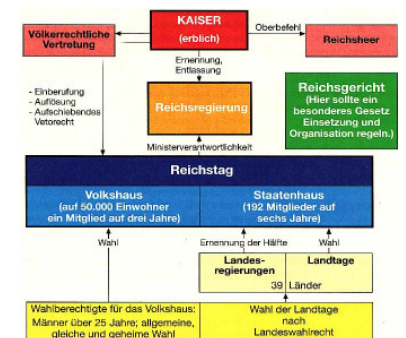 KAISER
(erblich)
Völkerrechtliche
Vertretung
Oberbefehl
Reichsheer
Ernennung,
Entlassung
- Einberufung
- Auflösung
- Aufschiebendes
Vetorecht
Reichsregierung
Reichsgericht
(Hier sollte ein
besonderes Gesetz
Einsetzung und
Organisation regeln.)
Ministerverantwortlichkeit
Reichstag
Volkshaus
(auf 50.000 Einwohner
ein Mitglied auf drei Jahre)
Staatenhaus
(192 Mitglieder auf
sechs Jahre)
Wahl
Ernennung der Hälfte
Wahl
Landes-
regierungen
Landtage
39 Länder
Wahlberechtigte für das Volkshaus:
Männer über 25 Jahre; allgemeine,
gleiche und geheime Wahl
Wahl der Landtage
nach
Landeswahlrecht